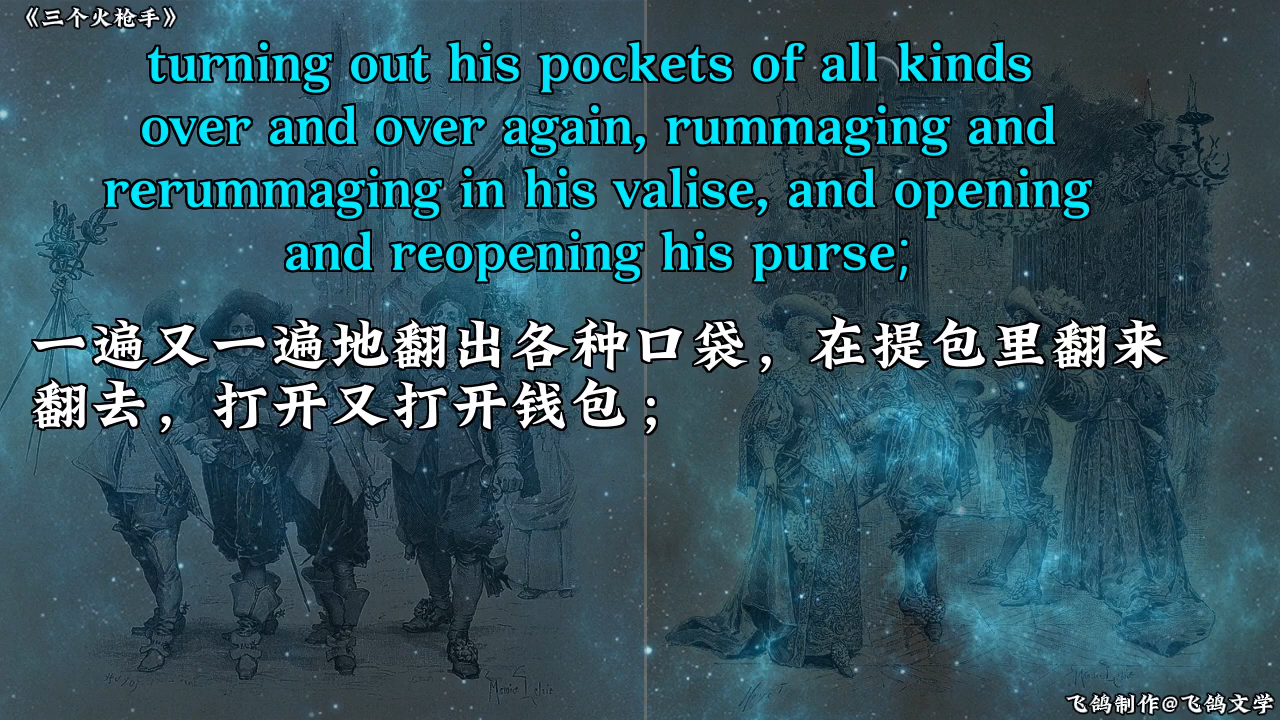 《三个火枪手》
turning out his pockets of all kinds
over and over again, rummaging and
rerummaging in his valise, and opening
and reopening his purse;
一遍又一遍地翻出各种口袋，在提包里翻来
翻去，打开又打开钱包；
飞鸽制作@飞鸽文学